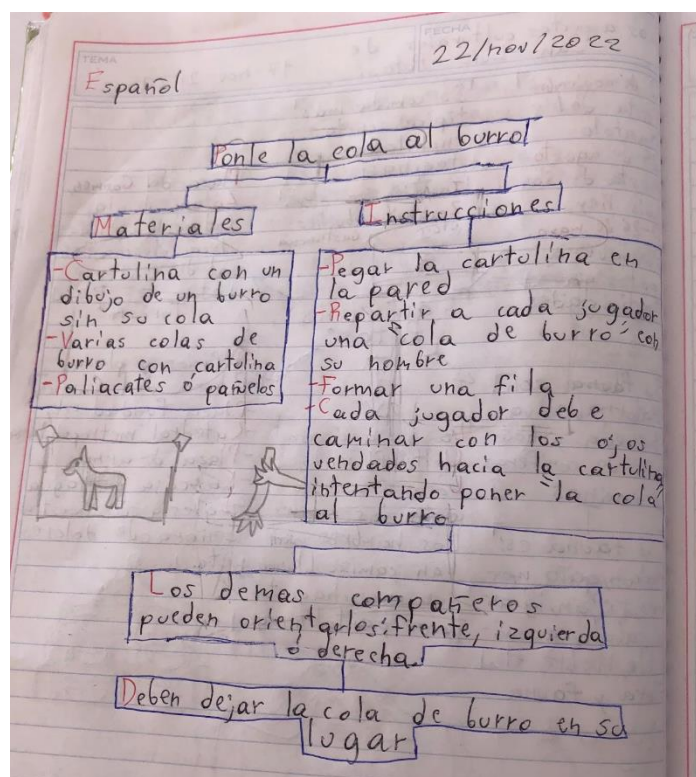 TEMA
FECHA
22/nov/2022
Español
Ponle la cola al burro
Materiales
-Cartulina con un
dibujo de un burro
sin su cola
-Varias colas de
burro con cartulina
-Paliacates ó pañuelos
Instrucciones
-Pegar la cartulina en
la pared
-Repartir a cada jugador
una "cola de burro" con
su nombre
-Formar una fila
-Cada jugador debe
caminar con los ojos
vendados hacia la cartulina
intentando poner "la cola"
al burro
Los demas compañeros
pueden orientarlos: frente, izquierda
ó derecha.
Deben dejar la cola de burro en su
lugar